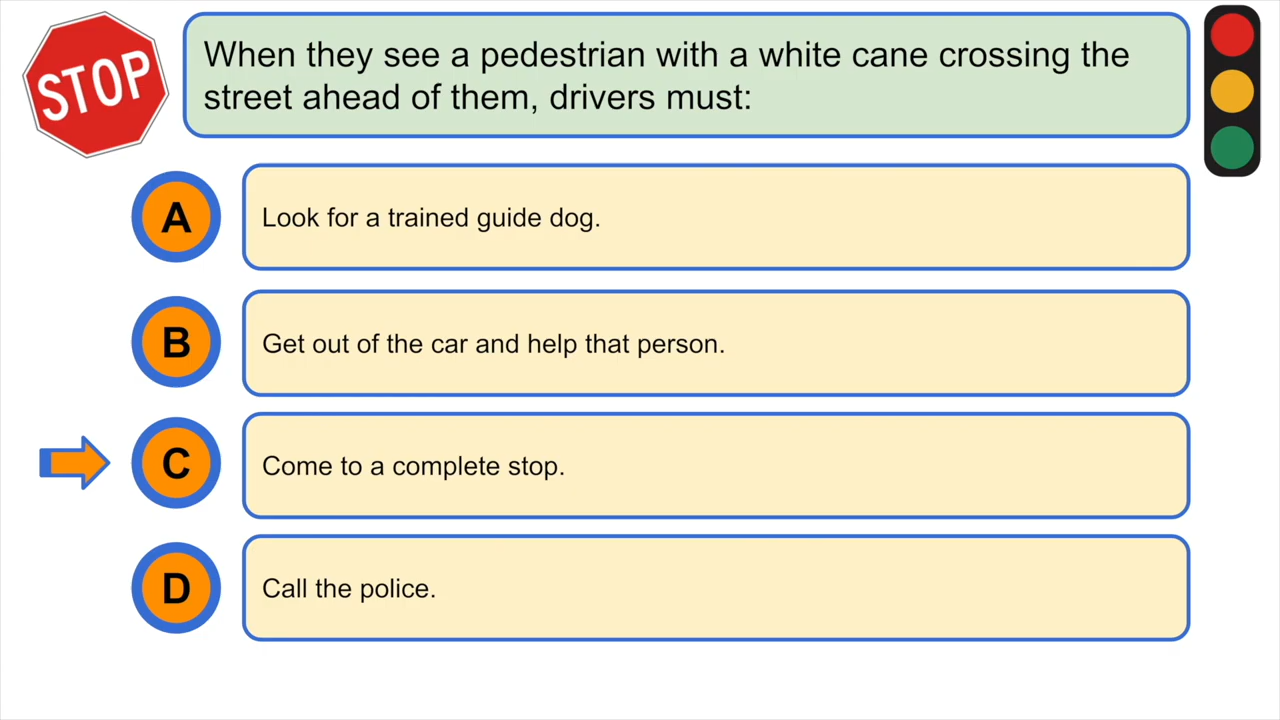 STOP
When they see a pedestrian with a white cane crossing the
street ahead of them, drivers must:
A
Look for a trained guide dog.
B
Get out of the car and help that person.
C
Come to a complete stop.
D
Call the police.